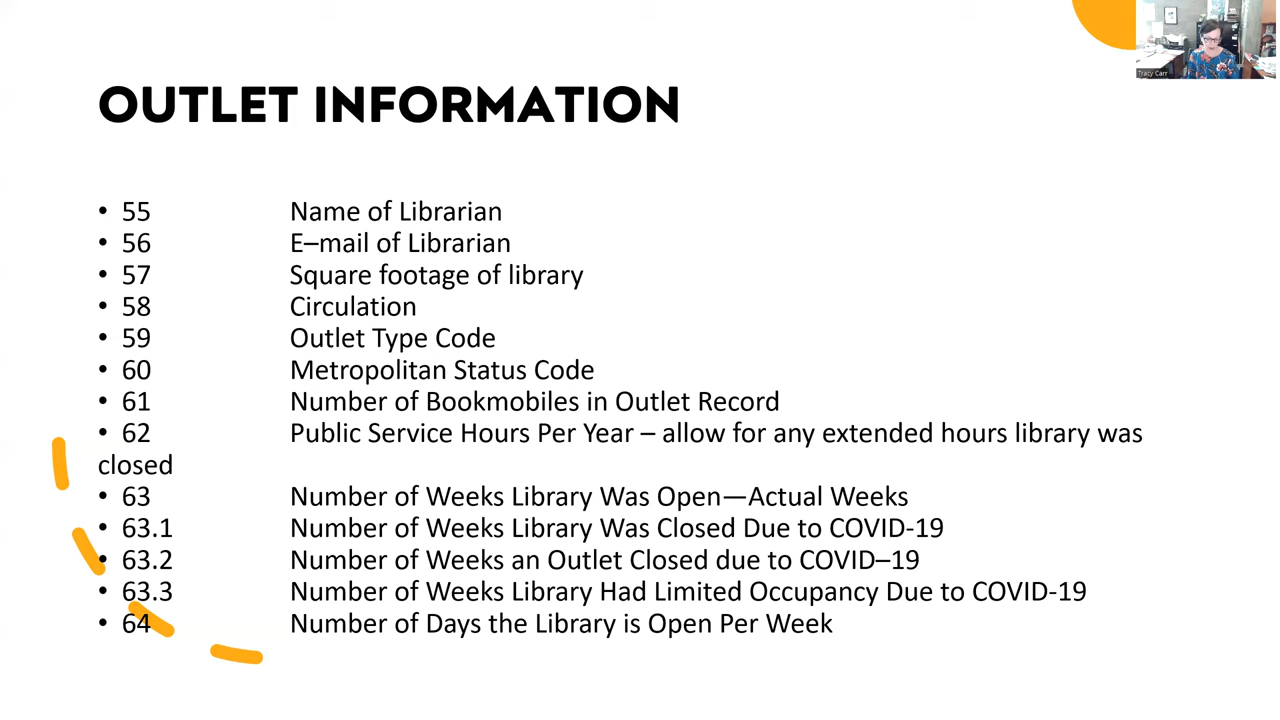 Tracy Carr
OUTLET INFORMATION
• 55 Name of Librarian
• 56 E–mail of Librarian
• 57 Square footage of library
• 58 Circulation
• 59 Outlet Type Code
• 60 Metropolitan Status Code
• 61 Number of Bookmobiles in Outlet Record
• 62 Public Service Hours Per Year – allow for any extended hours library was
closed
• 63 Number of Weeks Library Was Open—Actual Weeks
• 63.1 Number of Weeks Library Was Closed Due to COVID-19
• 63.2 Number of Weeks an Outlet Closed due to COVID–19
• 63.3 Number of Weeks Library Had Limited Occupancy Due to COVID-19
• 64 Number of Days the Library is Open Per Week